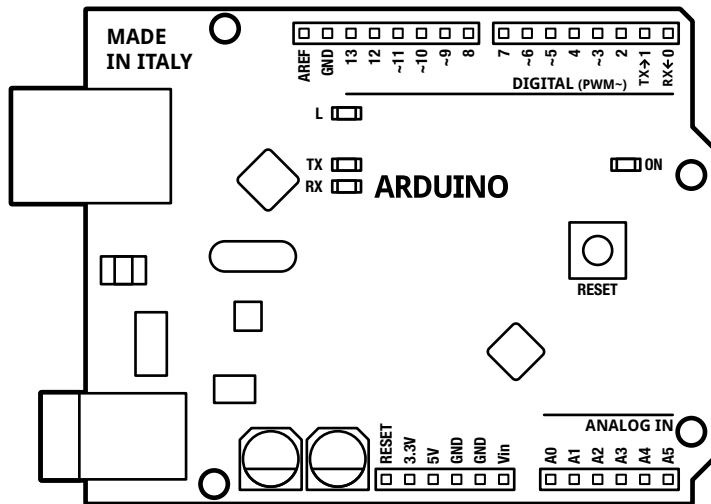 MADE
IN ITALY
AREF
GND
13
12
~11
~10
~9
8
7
~6
~5
4
~3
2
TX→1
RX←0
DIGITAL (PWM~)
L
TX
RX
ARDUINO
ON
RESET
ANALOG IN
RESET
3.3V
5V
GND
GND
Vin
A0
A1
A2
A3
A4
A5